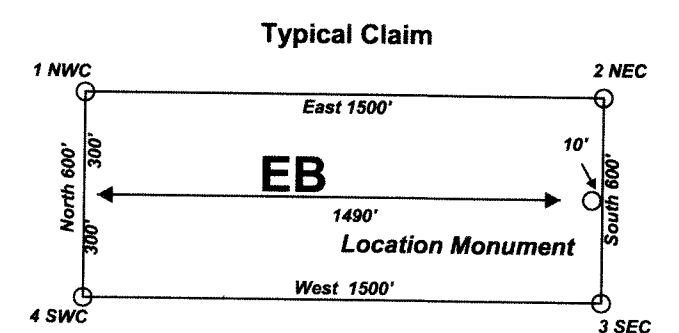 Typical Claim
1 NWC
2 NEC
East 1500'
10'
North 600'
300'
300'
EB
1490'
South 600'
Location Monument
West 1500'
4 SWC
3 SEC